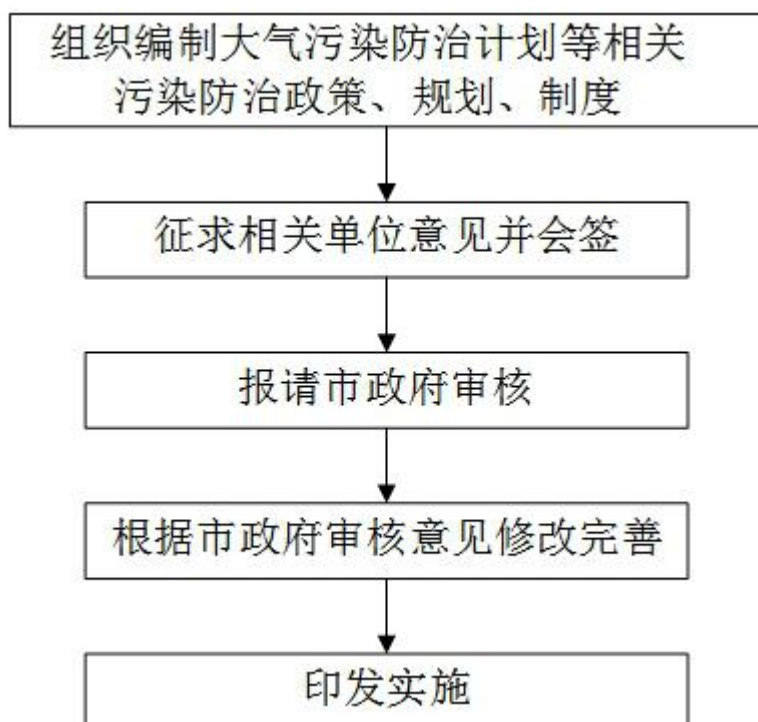 组织编制大气污染防治计划等相关
污染防治政策、规划、制度
征求相关单位意见并会签
报请市政府审核
根据市政府审核意见修改完善
印发实施